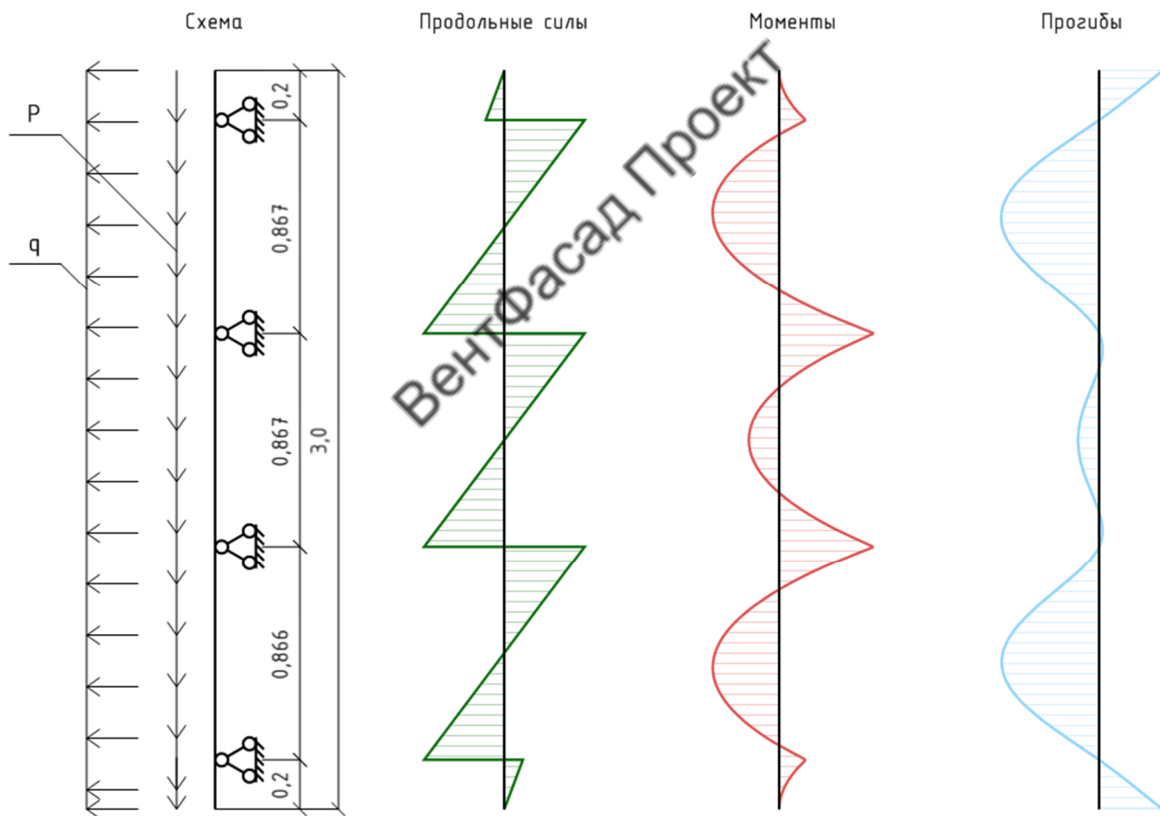 Схема
Продольные силы
Моменты
Прогибы
P
q
0,2
0,867
0,867
0,866
0,2
3,0
ВентФасад Проект